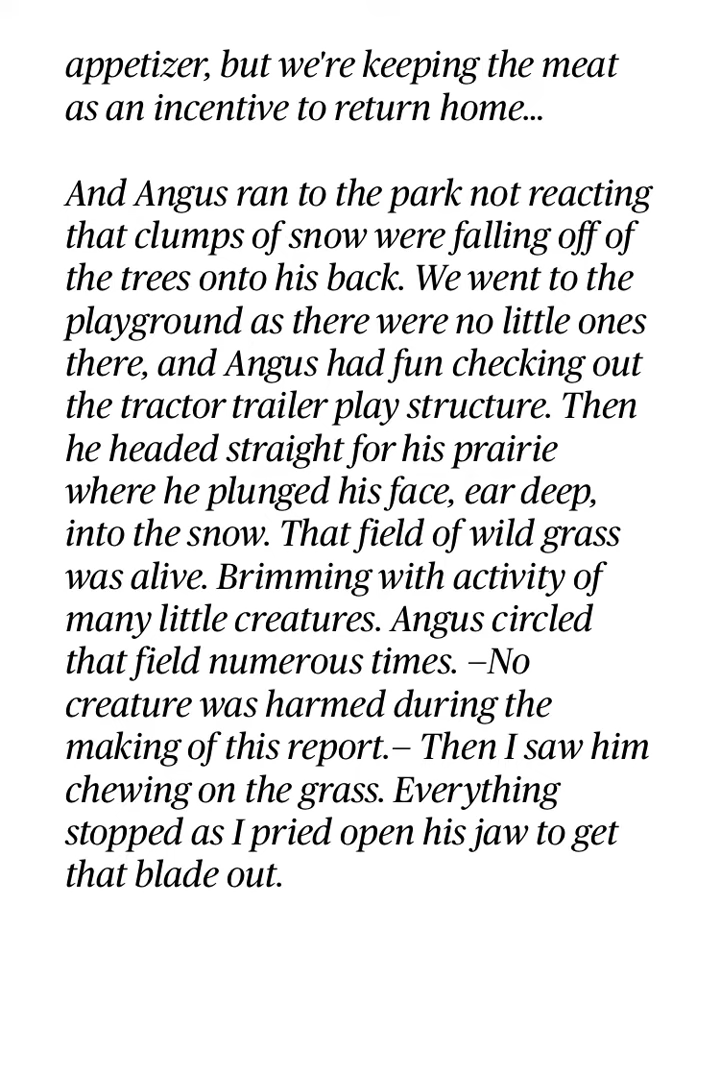 appetizer, but we're keeping the meat
as an incentive to return home...
And Angus ran to the park not reacting
that clumps of snow were falling off of
the trees onto his back. We went to the
playground as there were no little ones
there, and Angus had fun checking out
the tractor trailer play structure. Then
he headed straight for his prairie
where he plunged his face, ear deep,
into the snow. That field of wild grass
was alive. Brimming with activity of
many little creatures. Angus circled
that field numerous times. –No
creature was harmed during the
making of this report.– Then I saw him
chewing on the grass. Everything
stopped as I pried open his jaw to get
that blade out.